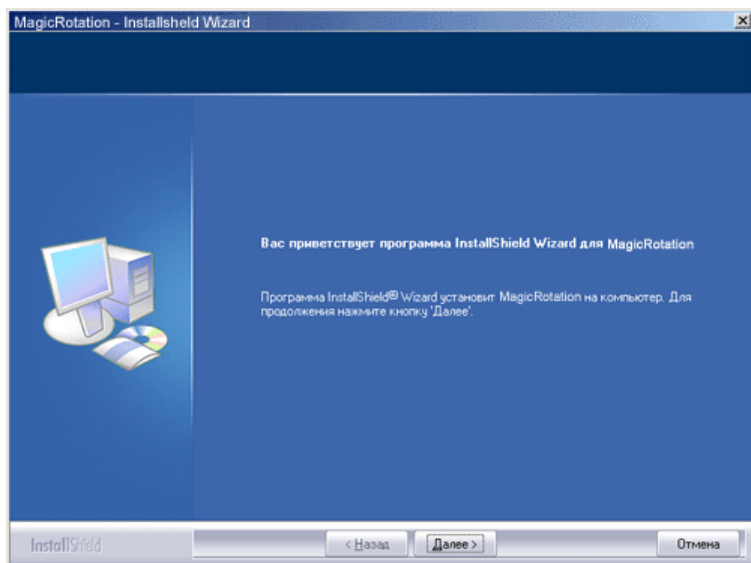 MagicRotation - Installsheld Wizard
Вас приветствует программа InstallShield Wizard для MagicRotation
Программа InstallShield® Wizard установит MagicRotation на компьютер. Для
продолжения нажмите кнопку 'Далее'.
InstallShield
< Назад
Далее >
Отмена